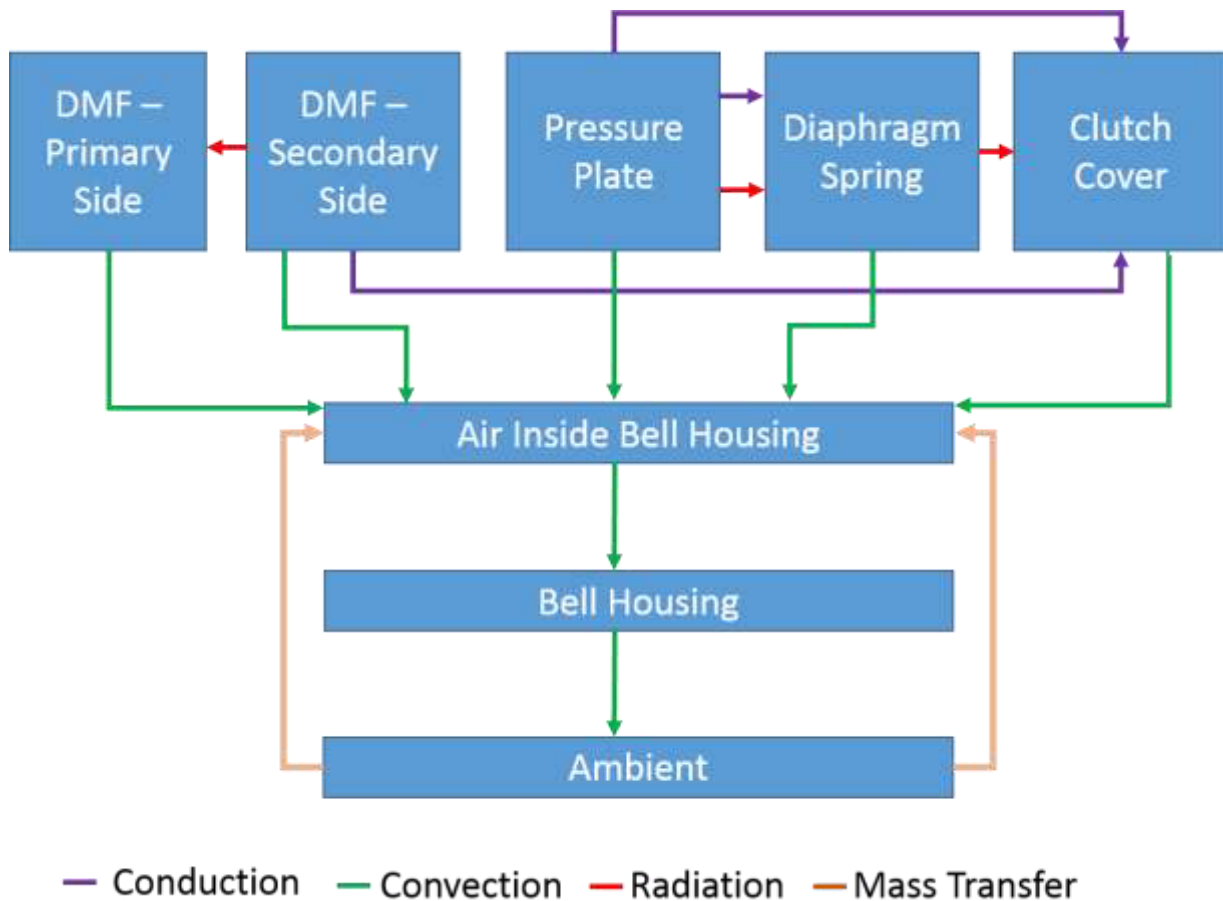 DMF –
Primary
Side
DMF –
Secondary
Side
Pressure
Plate
Diaphragm
Spring
Clutch
Cover
Air Inside Bell Housing
Bell Housing
Ambient
Conduction
Convection
Radiation
Mass Transfer